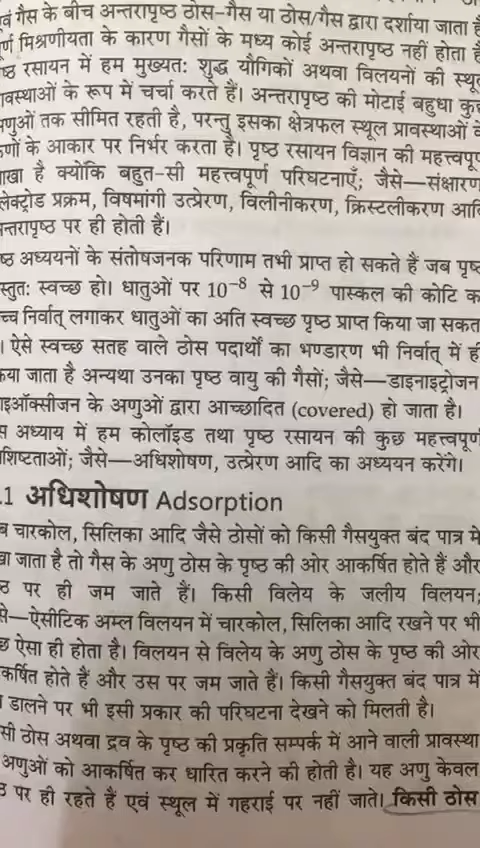 एवं गैस के बीच अन्तरापृष्ठ ठोस-गैस या ठोस/गैस द्वारा दर्शाया जाता है
मिश्रणीयता के कारण गैसों के मध्य कोई अन्तरापृष्ठ नहीं होता है
रसायन में हम मुख्यत: शुद्ध यौगिकों अथवा विलयनों की
के रूप में चर्चा करते हैं। अन्तरापृष्ठ की मोटाई बहुधा
तक सीमित रहती है, परन्तु इसका क्षेत्रफल स्थूल प्रावस्थाओं
के आकार पर निर्भर करता है। पृष्ठ रसायन विज्ञान की
है क्योंकि बहुत-सी महत्त्वपूर्ण परिघटनाएँ; जैसे—संक्षारण
प्रक्रम, विषमांगी उत्प्रेरण, विलीनीकरण, क्रिस्टलीकरण
पर ही होती हैं।
अध्ययनों के संतोषजनक परिणाम तभी प्राप्त हो सकते हैं जब
स्वच्छ हो। धातुओं पर 10⁻⁸ से 10⁻⁹ पास्कल की कोटि
निर्वात् लगाकर धातुओं का अति स्वच्छ पृष्ठ प्राप्त किया जा सकत
। ऐसे स्वच्छ सतह वाले ठोस पदार्थों का भण्डारण भी निर्वात् में ही
जाता है अन्यथा उनका पृष्ठ वायु की गैसों; जैसे—डाइनाइट्रोजन
के अणुओं द्वारा आच्छादित (covered) हो जाता है।
अध्याय में हम कोलॉइड तथा पृष्ठ रसायन की कुछ महत्त्वपूर्ण
जैसे—अधिशोषण, उत्प्रेरण आदि का अध्ययन करेंगे।
.1 अधिशोषण Adsorption
चारकोल, सिलिका आदि जैसे ठोसों को किसी गैसयुक्त बंद पात्र मे
जाता है तो गैस के अणु ठोस के पृष्ठ की ओर आकर्षित होते हैं और
पर ही जम जाते हैं। किसी विलेय के जलीय विलयन;
ऐसीटिक अम्ल विलयन में चारकोल, सिलिका आदि रखने पर भी
ऐसा ही होता है। विलयन से विलेय के अणु ठोस के पृष्ठ की ओर
होते हैं और उस पर जम जाते हैं। किसी गैसयुक्त बंद पात्र में
डालने पर भी इसी प्रकार की परिघटना देखने को मिलती है।
ठोस अथवा द्रव के पृष्ठ की प्रकृति सम्पर्क में आने वाली प्रावस्था
अणुओं को आकर्षित कर धारित करने की होती है। यह अणु केवल
पर ही रहते हैं एवं स्थूल में गहराई पर नहीं जाते। किसी ठोस